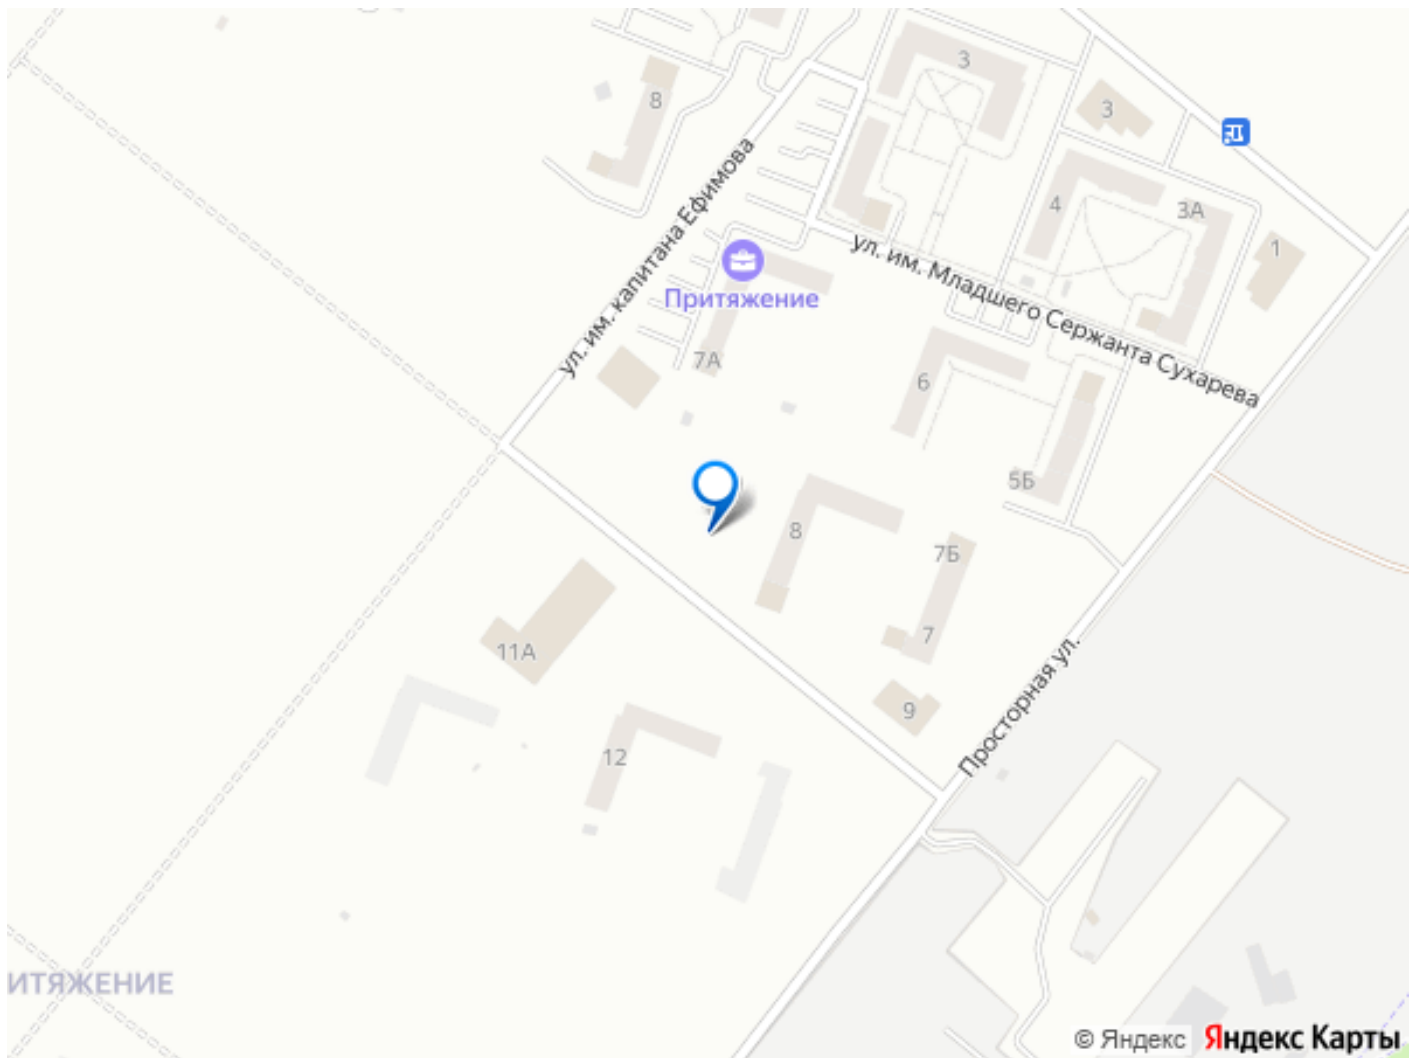 3
8
3
ул. им. капитана Ефимова
4
3А
1
ул. им. Младшего Сержанта Сухарева
Притяжение
7А
6
5Б
8
7Б
7
11А
9
Просторная ул.
12
ИТЯЖЕНИЕ
© Яндекс Яндекс Карты